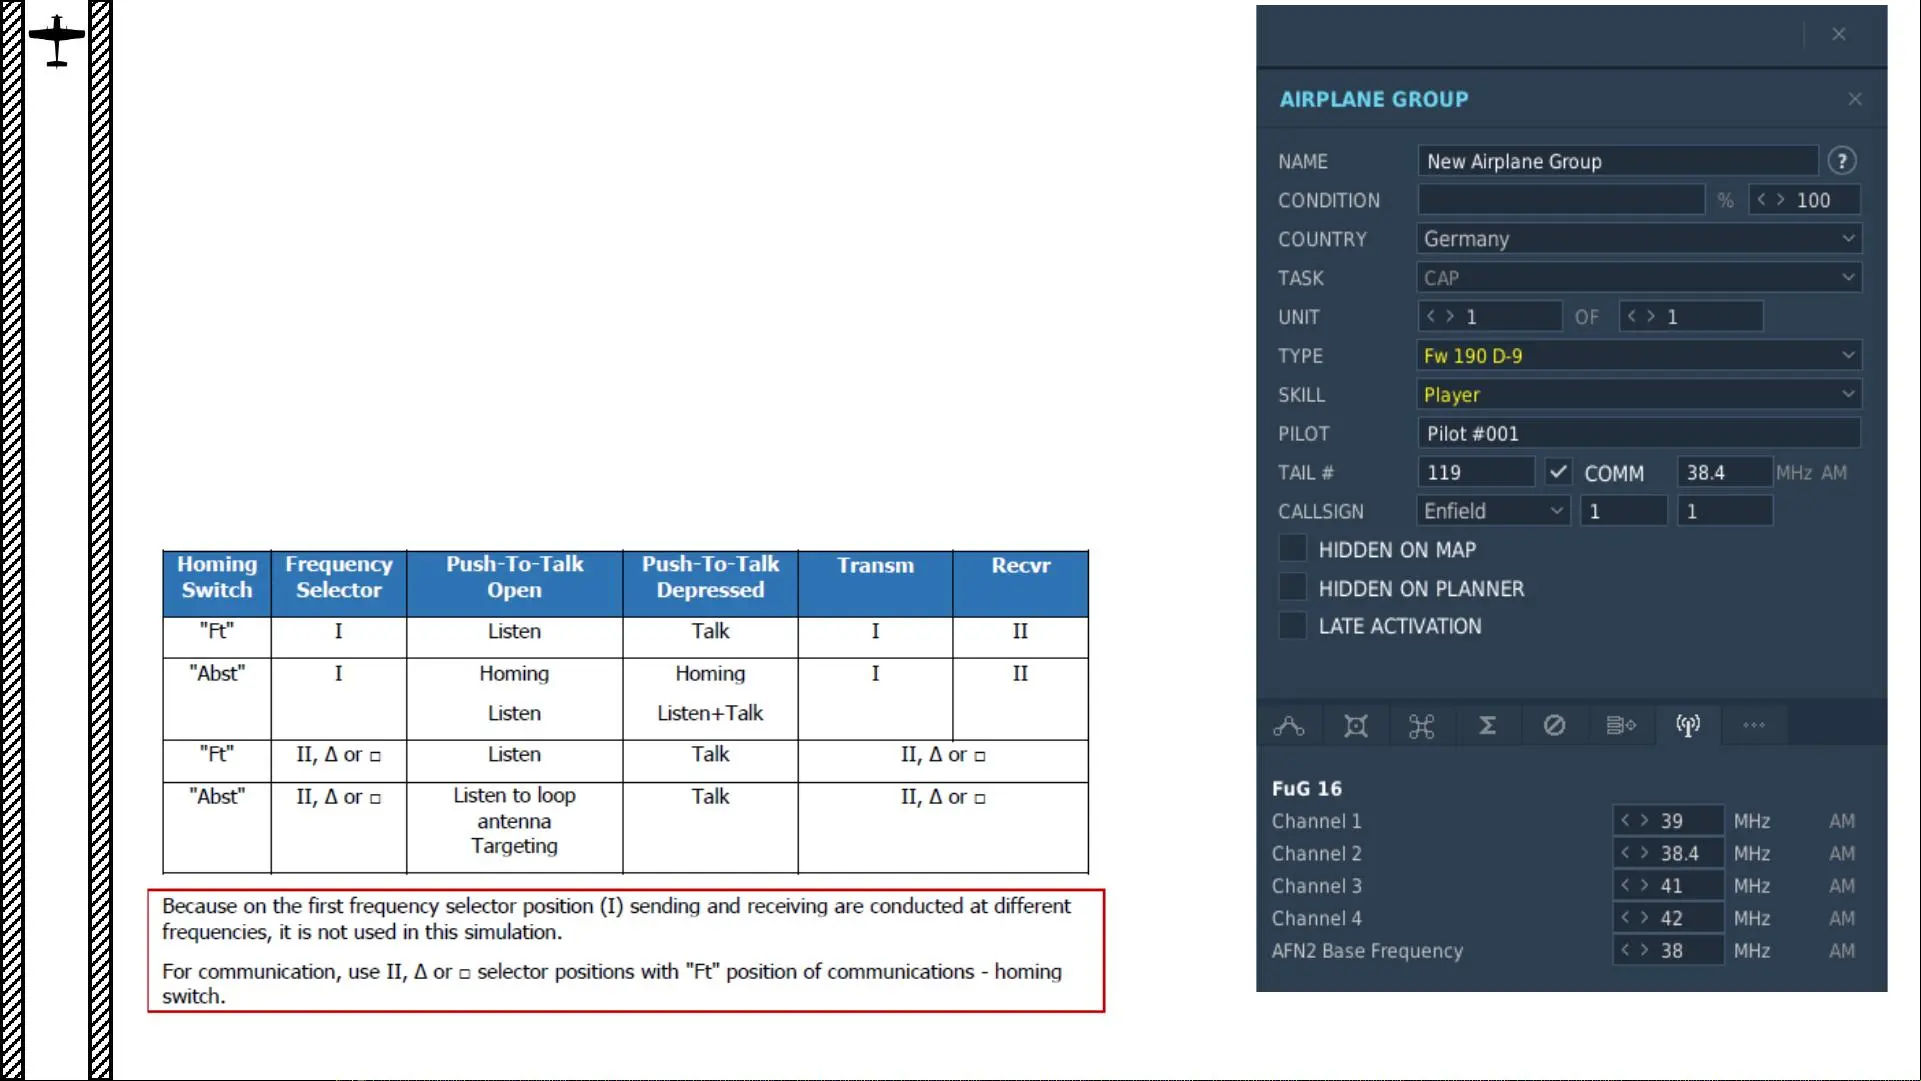 Homing Switch | Frequency Selector | Push-To-Talk Open | Push-To-Talk Depressed | Transm | Recvr
"Ft" | I | Listen | Talk | I | II
"Abst" | I | Homing Listen | Homing Listen+Talk | I | II
"Ft" | II, Δ or □ | Listen | Talk | II, Δ or □
"Abst" | II, Δ or □ | Listen to loop antenna Targeting | Talk | II, Δ or □
Because on the first frequency selector position (I) sending and receiving are conducted at different
frequencies, it is not used in this simulation.
For communication, use II, Δ or □ selector positions with "Ft" position of communications - homing
switch.
AIRPLANE GROUP
NAME New Airplane Group ?
CONDITION % < > 100
COUNTRY Germany
TASK CAP
UNIT < > 1 OF < > 1
TYPE Fw 190 D-9
SKILL Player
PILOT Pilot #001
TAIL # 119 COMM 38.4 MHz AM
CALLSIGN Enfield 1 1
HIDDEN ON MAP
HIDDEN ON PLANNER
LATE ACTIVATION
FuG 16
Channel 1 < > 39 MHz AM
Channel 2 < > 38.4 MHz AM
Channel 3 < > 41 MHz AM
Channel 4 < > 42 MHz AM
AFN2 Base Frequency < > 38 MHz AM